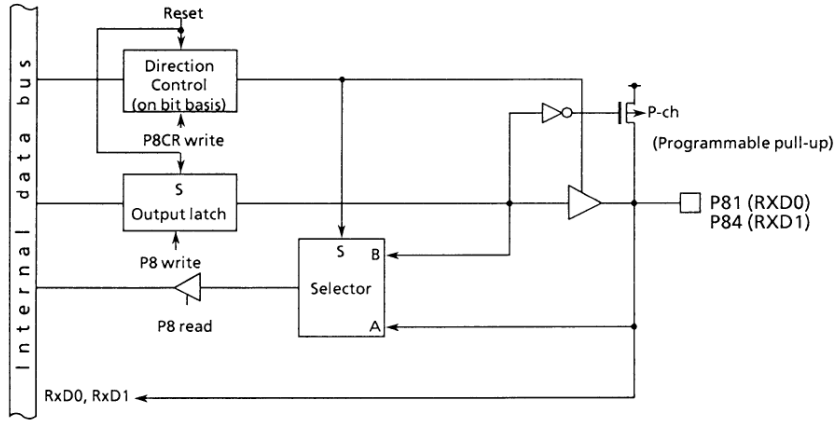 Reset
Internal data bus
Direction
Control
(on bit basis)
P-ch
P8CR write
(Programmable pull-up)
S
Output latch
P81 (RXD0)
P84 (RXD1)
P8 write
S
B
Selector
P8 read
A
RxD0, RxD1